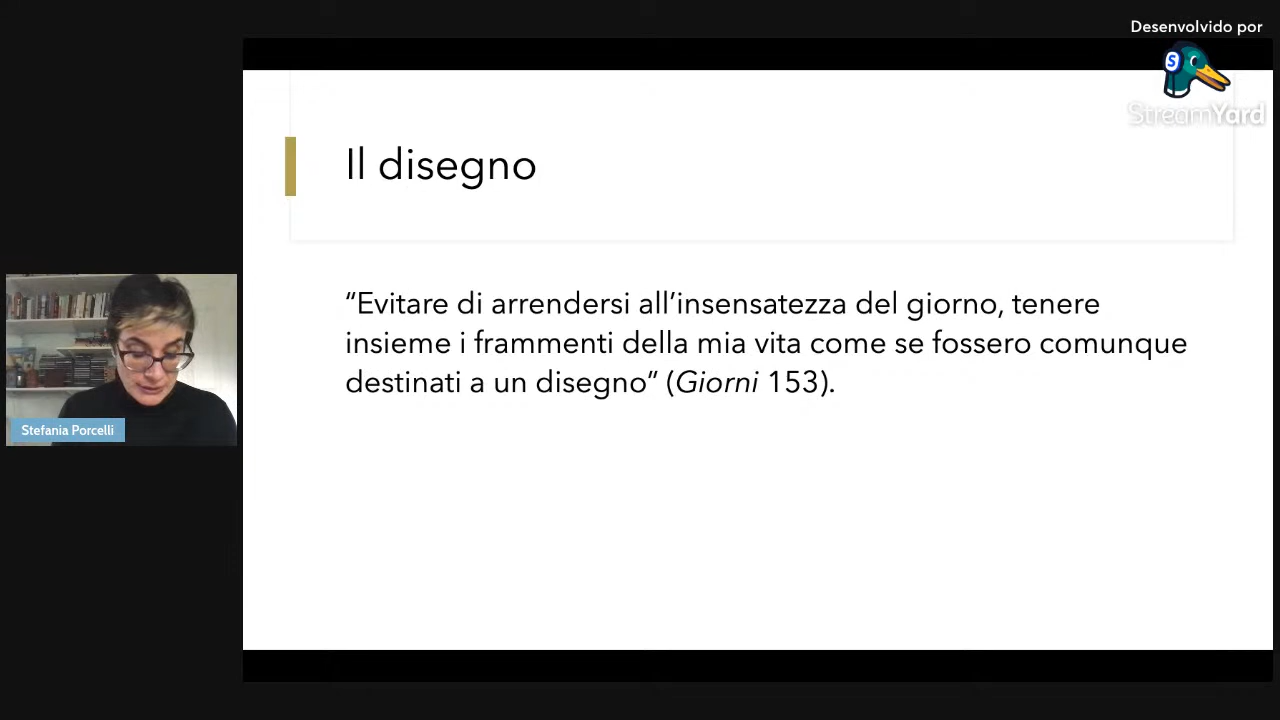 Desenvolvido por
StreamYard
Il disegno
“Evitare di arrendersi all’insensatezza del giorno, tenere
insieme i frammenti della mia vita come se fossero comunque
destinati a un disegno” (Giorni 153).
Stefania Porcelli